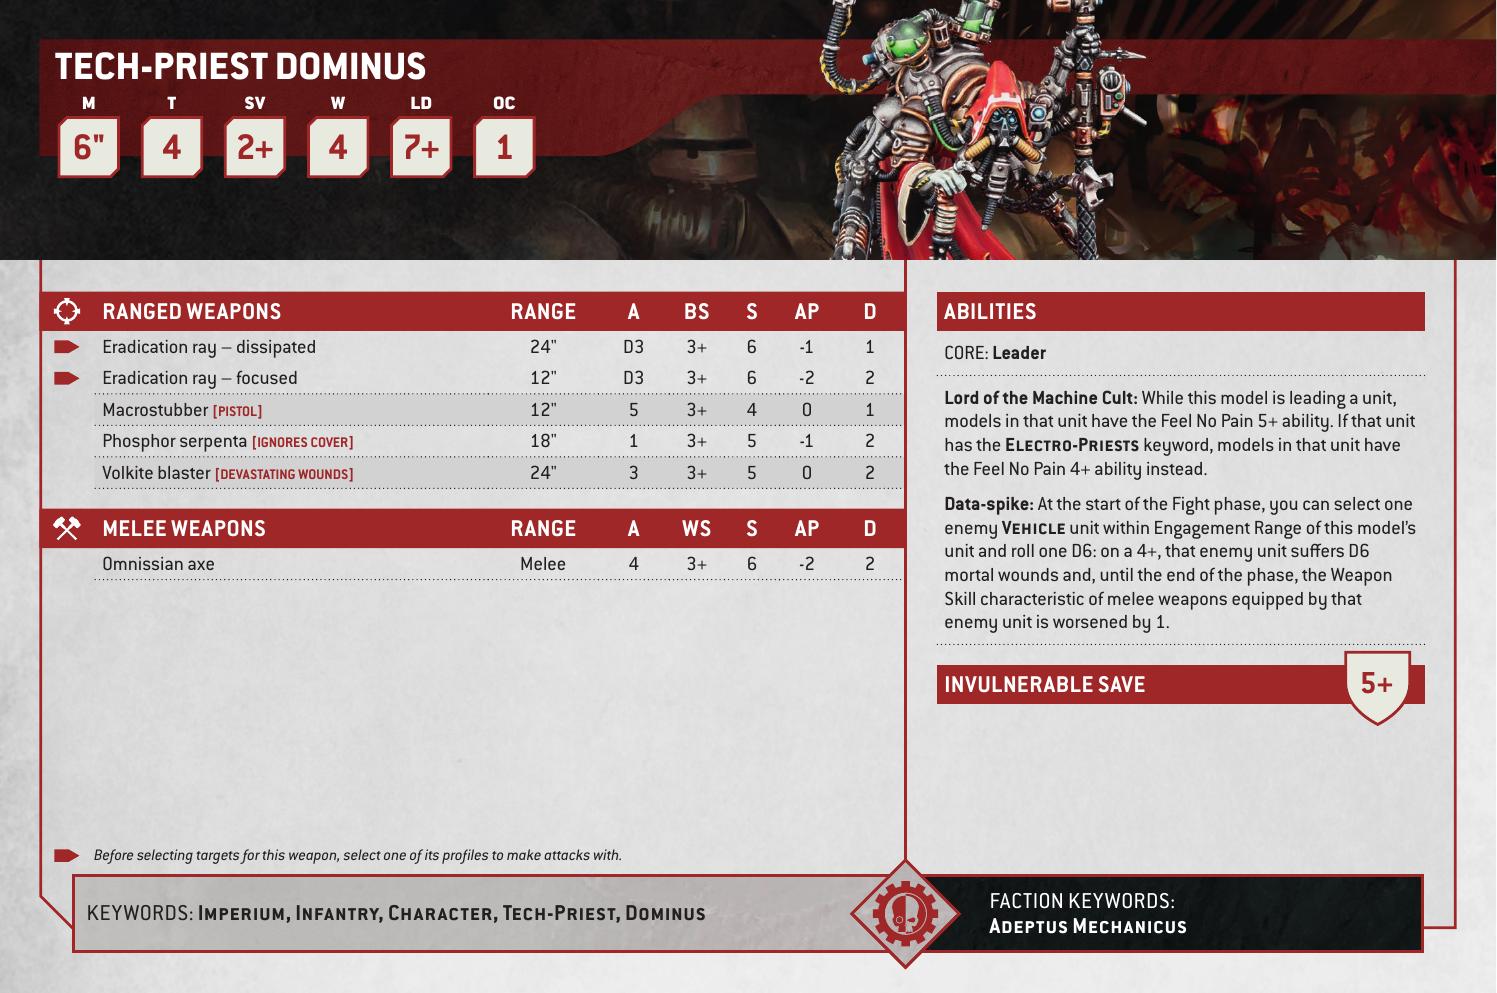 TECH-PRIEST DOMINUS
M T SV W LD OC
6" 4 2+ 4 7+ 1
RANGED WEAPONS RANGE A BS S AP D
Eradication ray – dissipated 24" D3 3+ 6 -1 1
Eradication ray – focused 12" D3 3+ 6 -2 2
Macrostubber [PISTOL] 12" 5 3+ 4 0 1
Phosphor serpenta [IGNORES COVER] 18" 1 3+ 5 -1 2
Volkite blaster [DEVASTATING WOUNDS] 24" 3 3+ 5 0 2
MELEE WEAPONS RANGE A WS S AP D
Omnissian axe Melee 4 3+ 6 -2 2
Before selecting targets for this weapon, select one of its profiles to make attacks with.
ABILITIES
CORE: Leader
Lord of the Machine Cult: While this model is leading a unit,
models in that unit have the Feel No Pain 5+ ability. If that unit
has the ELECTRO-PRIESTS keyword, models in that unit have
the Feel No Pain 4+ ability instead.
Data-spike: At the start of the Fight phase, you can select one
enemy VEHICLE unit within Engagement Range of this model's
unit and roll one D6: on a 4+, that enemy unit suffers D6
mortal wounds and, until the end of the phase, the Weapon
Skill characteristic of melee weapons equipped by that
enemy unit is worsened by 1.
INVULNERABLE SAVE 5+
KEYWORDS: IMPERIUM, INFANTRY, CHARACTER, TECH-PRIEST, DOMINUS
FACTION KEYWORDS:
ADEPTUS MECHANICUS